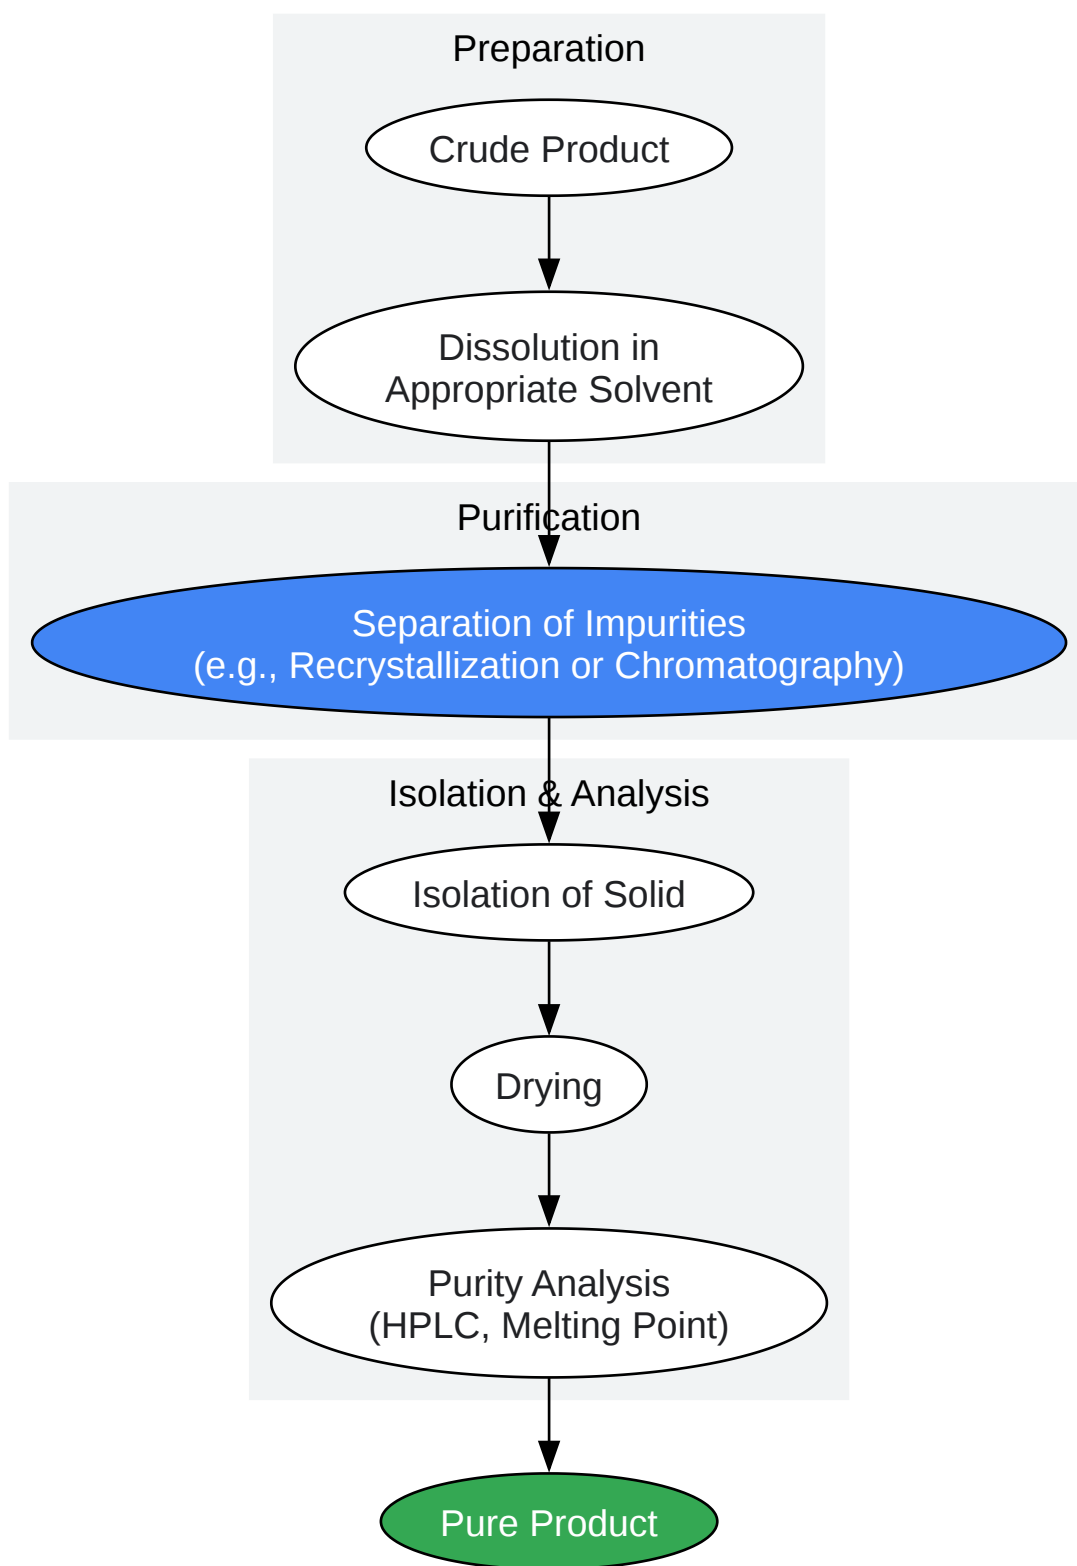 Preparation
Crude Product
Dissolution in
Appropriate Solvent
Purification
Separation of Impurities
(e.g., Recrystallization or Chromatography)
Isolation & Analysis
Isolation of Solid
Drying
Purity Analysis
(HPLC, Melting Point)
Pure Product